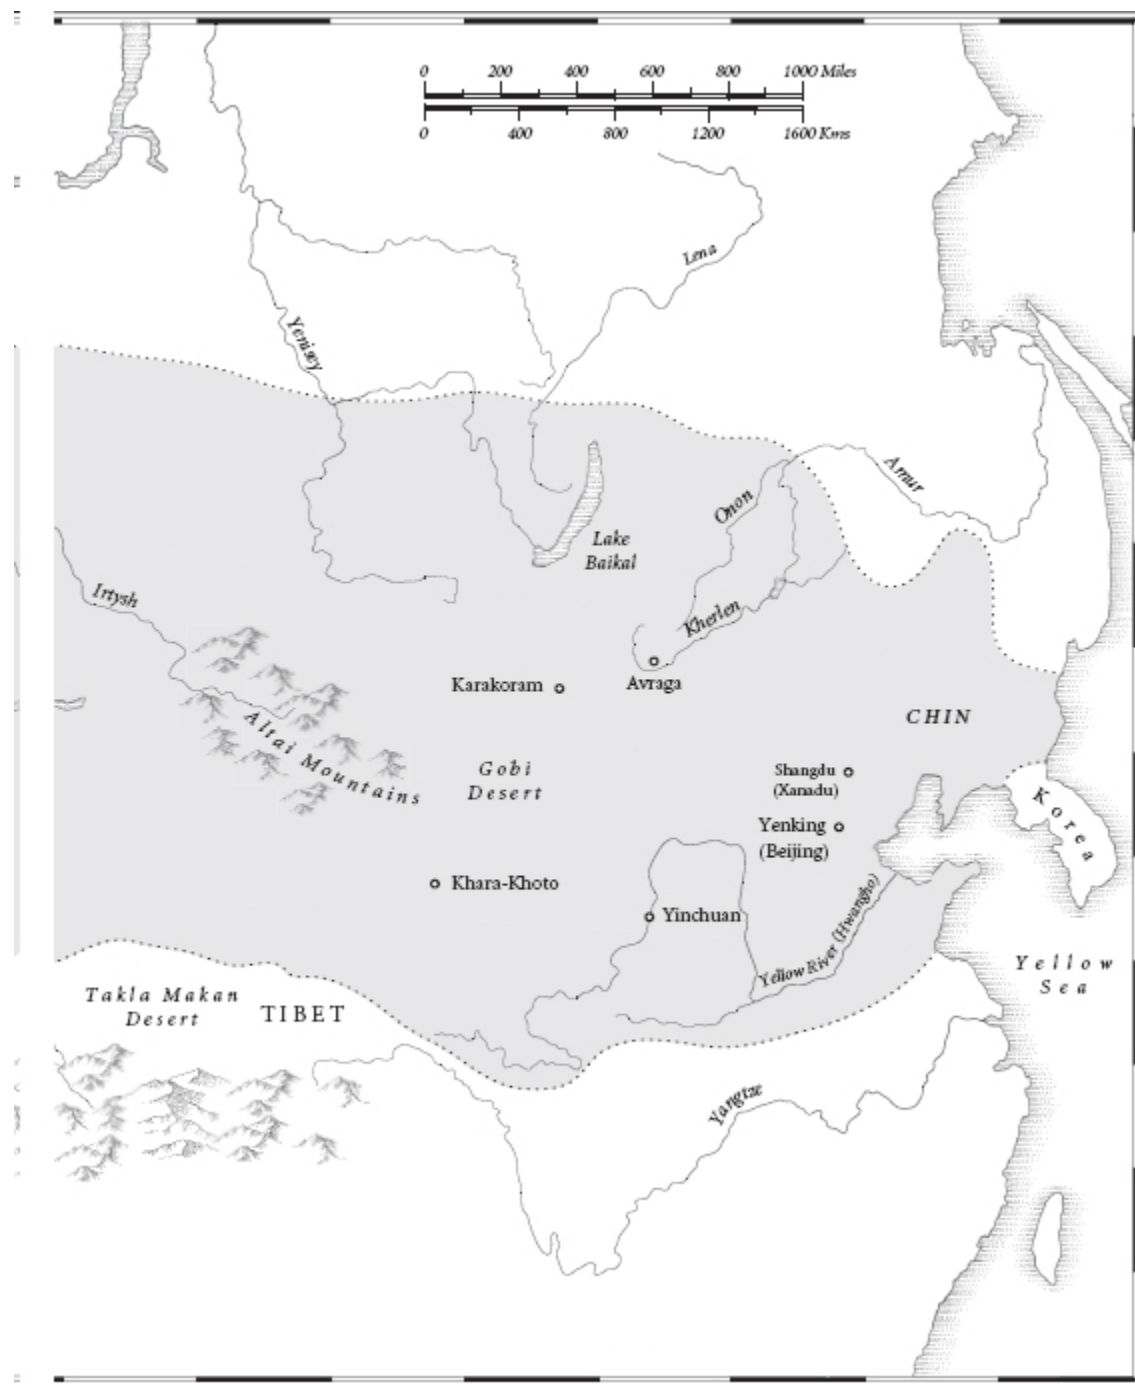 0 200 400 600 800 1000 Miles
0 400 800 1200 1600 Kms
Lena
Yenisey
Amur
Onon
Lake
Baikal
Irtysh
Kherlen
Karakoram
Avraga
Altai Mountains
CHIN
Gobi
Desert
Shangdu
(Xanadu)
Korea
Yenking
(Beijing)
Khara-Khoto
Yinchuan
Yellow River (Hwangho)
Yellow
Sea
Takla Makan
Desert
TIBET
Yangtze